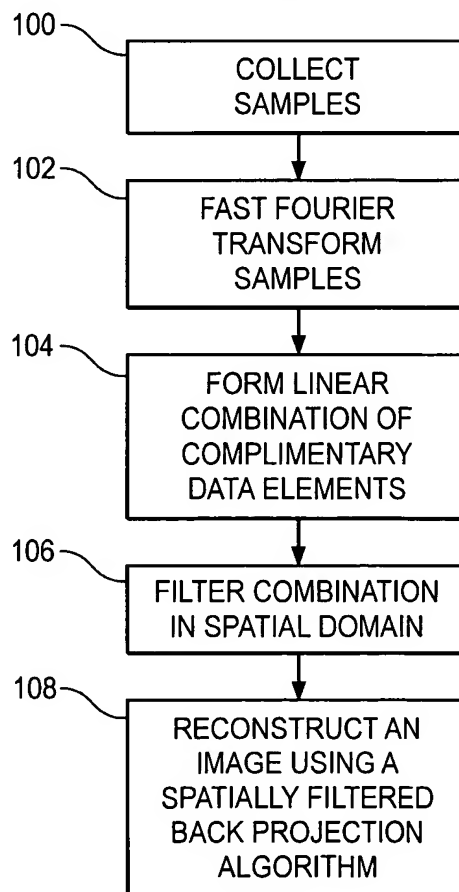 100
COLLECT
SAMPLES
102
FAST FOURIER
TRANSFORM
SAMPLES
104
FORM LINEAR
COMBINATION OF
COMPLIMENTARY
DATA ELEMENTS
106
FILTER COMBINATION
IN SPATIAL DOMAIN
108
RECONSTRUCT AN
IMAGE USING A
SPATIALLY FILTERED
BACK PROJECTION
ALGORITHM